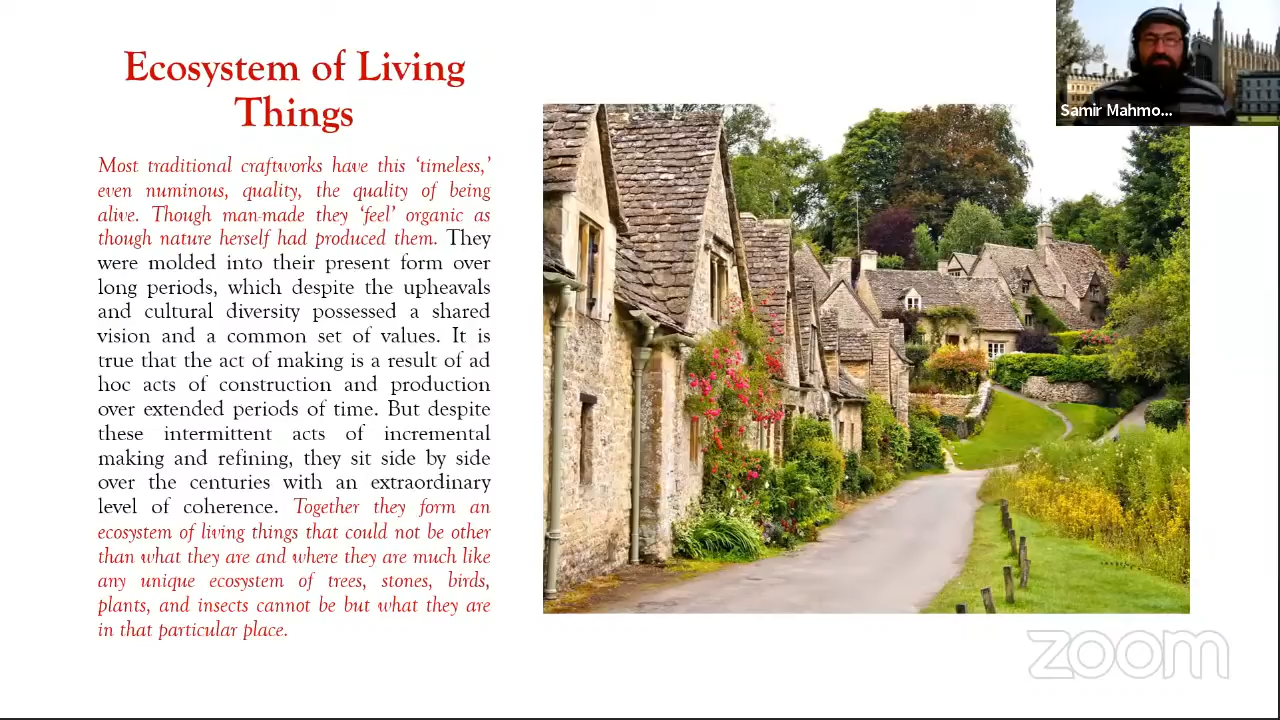 Ecosystem of Living
Things
Most traditional craftworks have this ‘timeless,’
even numinous, quality, the quality of being
alive. Though man-made they ‘feel’ organic as
though nature herself had produced them. They
were molded into their present form over
long periods, which despite the upheavals
and cultural diversity possessed a shared
vision and a common set of values. It is
true that the act of making is a result of ad
hoc acts of construction and production
over extended periods of time. But despite
these intermittent acts of incremental
making and refining, they sit side by side
over the centuries with an extraordinary
level of coherence. Together they form an
ecosystem of living things that could not be other
than what they are and where they are much like
any unique ecosystem of trees, stones, birds,
plants, and insects cannot be but what they are
in that particular place.
Samir Mahmo...
zoom